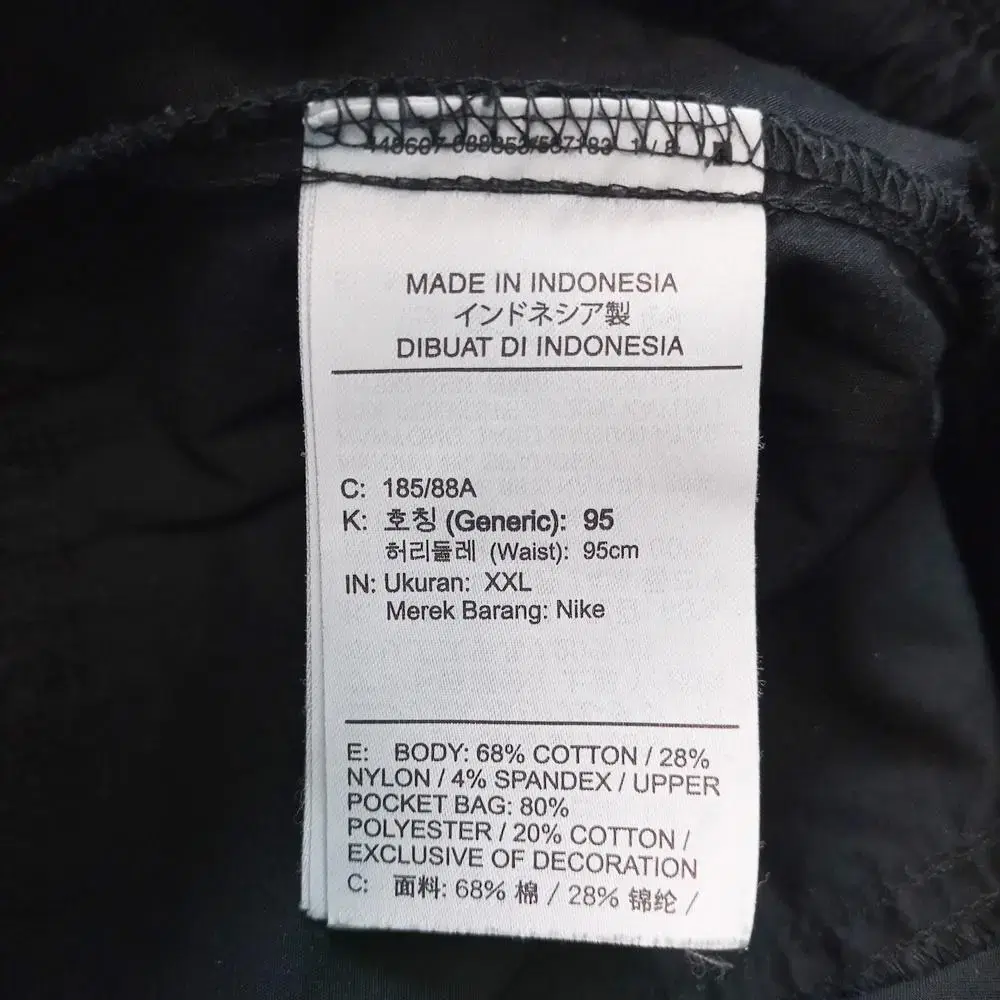 MADE IN INDONESIA
インドネシア製
DIBUAT DI INDONESIA
C: 185/88A
K: 호칭 (Generic): 95
허리둘레 (Waist): 95cm
IN: Ukuran: XXL
Merek Barang: Nike
E: BODY: 68% COTTON / 28%
NYLON / 4% SPANDEX / UPPER
POCKET BAG: 80%
POLYESTER / 20% COTTON /
EXCLUSIVE OF DECORATION
C: 面料: 68% 棉 / 28% 锦纶 /